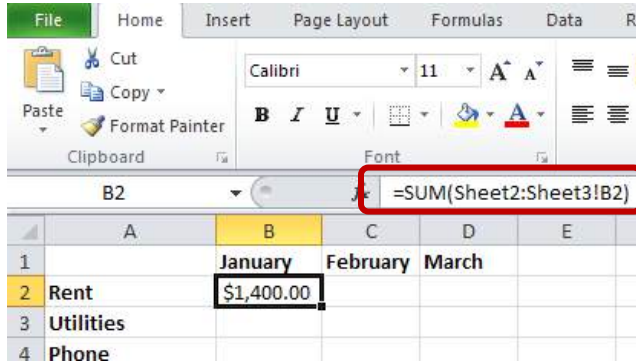 File Home Insert Page Layout Formulas Data R
Cut
Calibri 11 A A
Copy
Paste
B I U A
Format Painter
Clipboard Font
B2 fx =SUM(Sheet2:Sheet3!B2)
A B C D E
1 January February March
2 Rent $1,400.00
3 Utilities
4 Phone